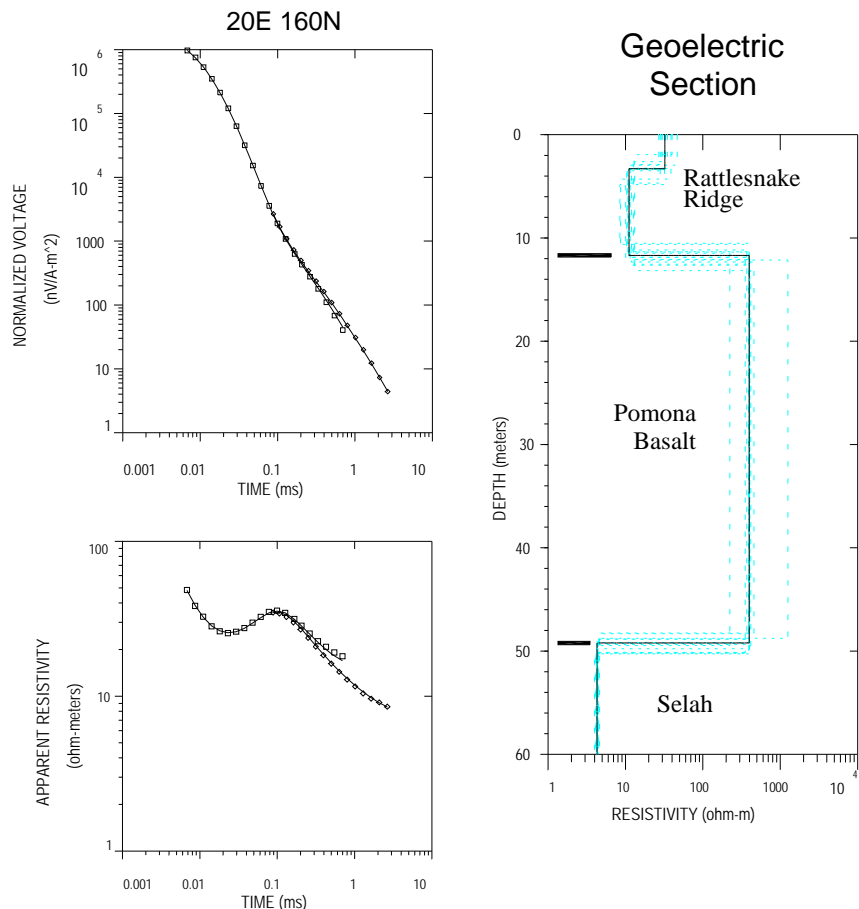 20E 160N
10 6
10 5
10 4
1000
100
10
1
NORMALIZED VOLTAGE
(nV/A-m^2)
0.001 0.01 0.1 1 10
TIME (ms)
100
10
1
APPARENT RESISTIVITY
(ohm-meters)
0.001 0.01 0.1 1 10
TIME (ms)
Geoelectric
Section
0
10
20
30
40
50
60
DEPTH (meters)
Rattlesnake
Ridge
Pomona
Basalt
Selah
1 10 100 1000 10 4
RESISTIVITY (ohm-m)